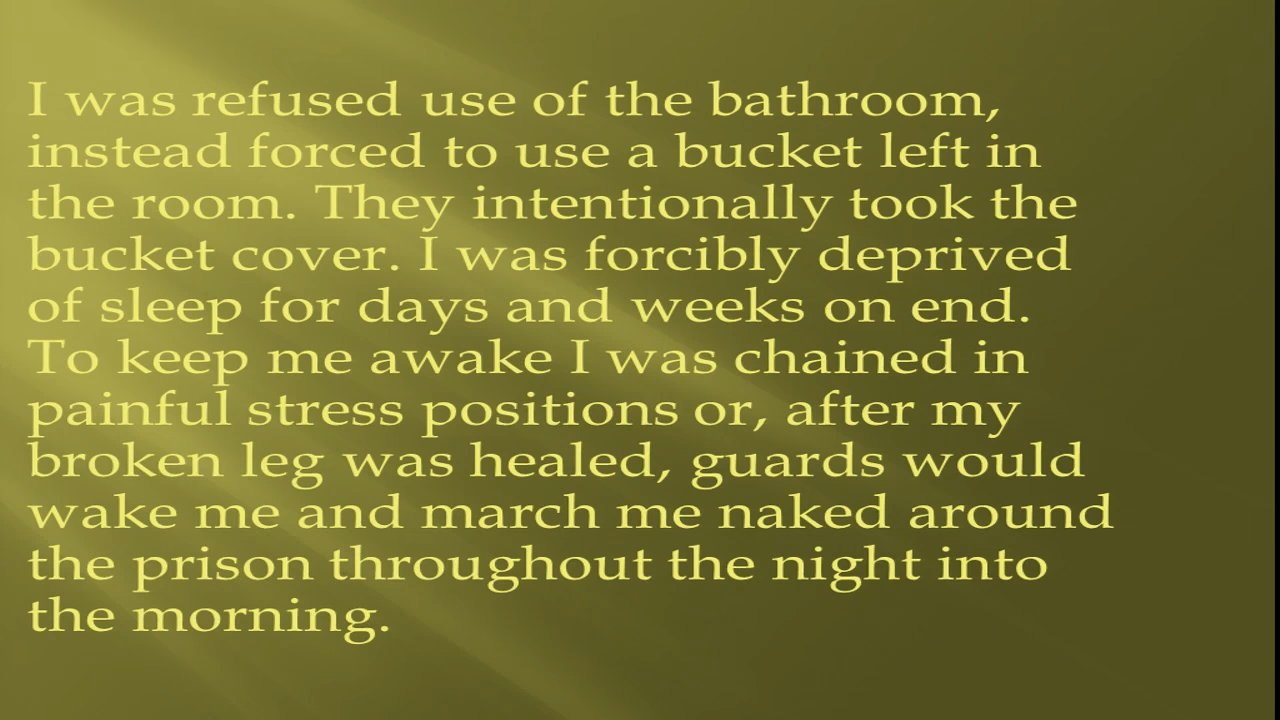 I was refused use of the bathroom,
instead forced to use a bucket left in
the room. They intentionally took the
bucket cover. I was forcibly deprived
of sleep for days and weeks on end.
To keep me awake I was chained in
painful stress positions or, after my
broken leg was healed, guards would
wake me and march me naked around
the prison throughout the night into
the morning.